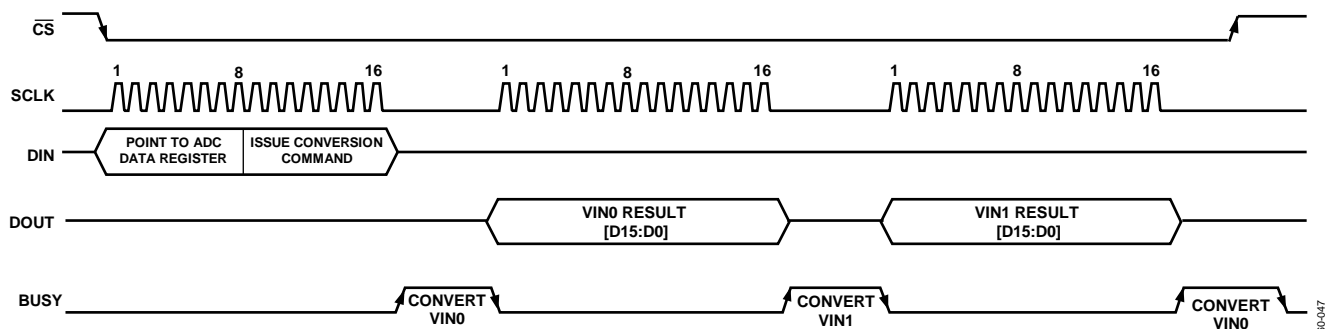 CS
1 8 16 1 8 16 1 8 16
SCLK
POINT TO ADC DATA REGISTER
ISSUE CONVERSION COMMAND
DIN
VIN0 RESULT
[D15:D0]
VIN1 RESULT
[D15:D0]
DOUT
BUSY
CONVERT
VIN0
CONVERT
VIN1
CONVERT
VIN0